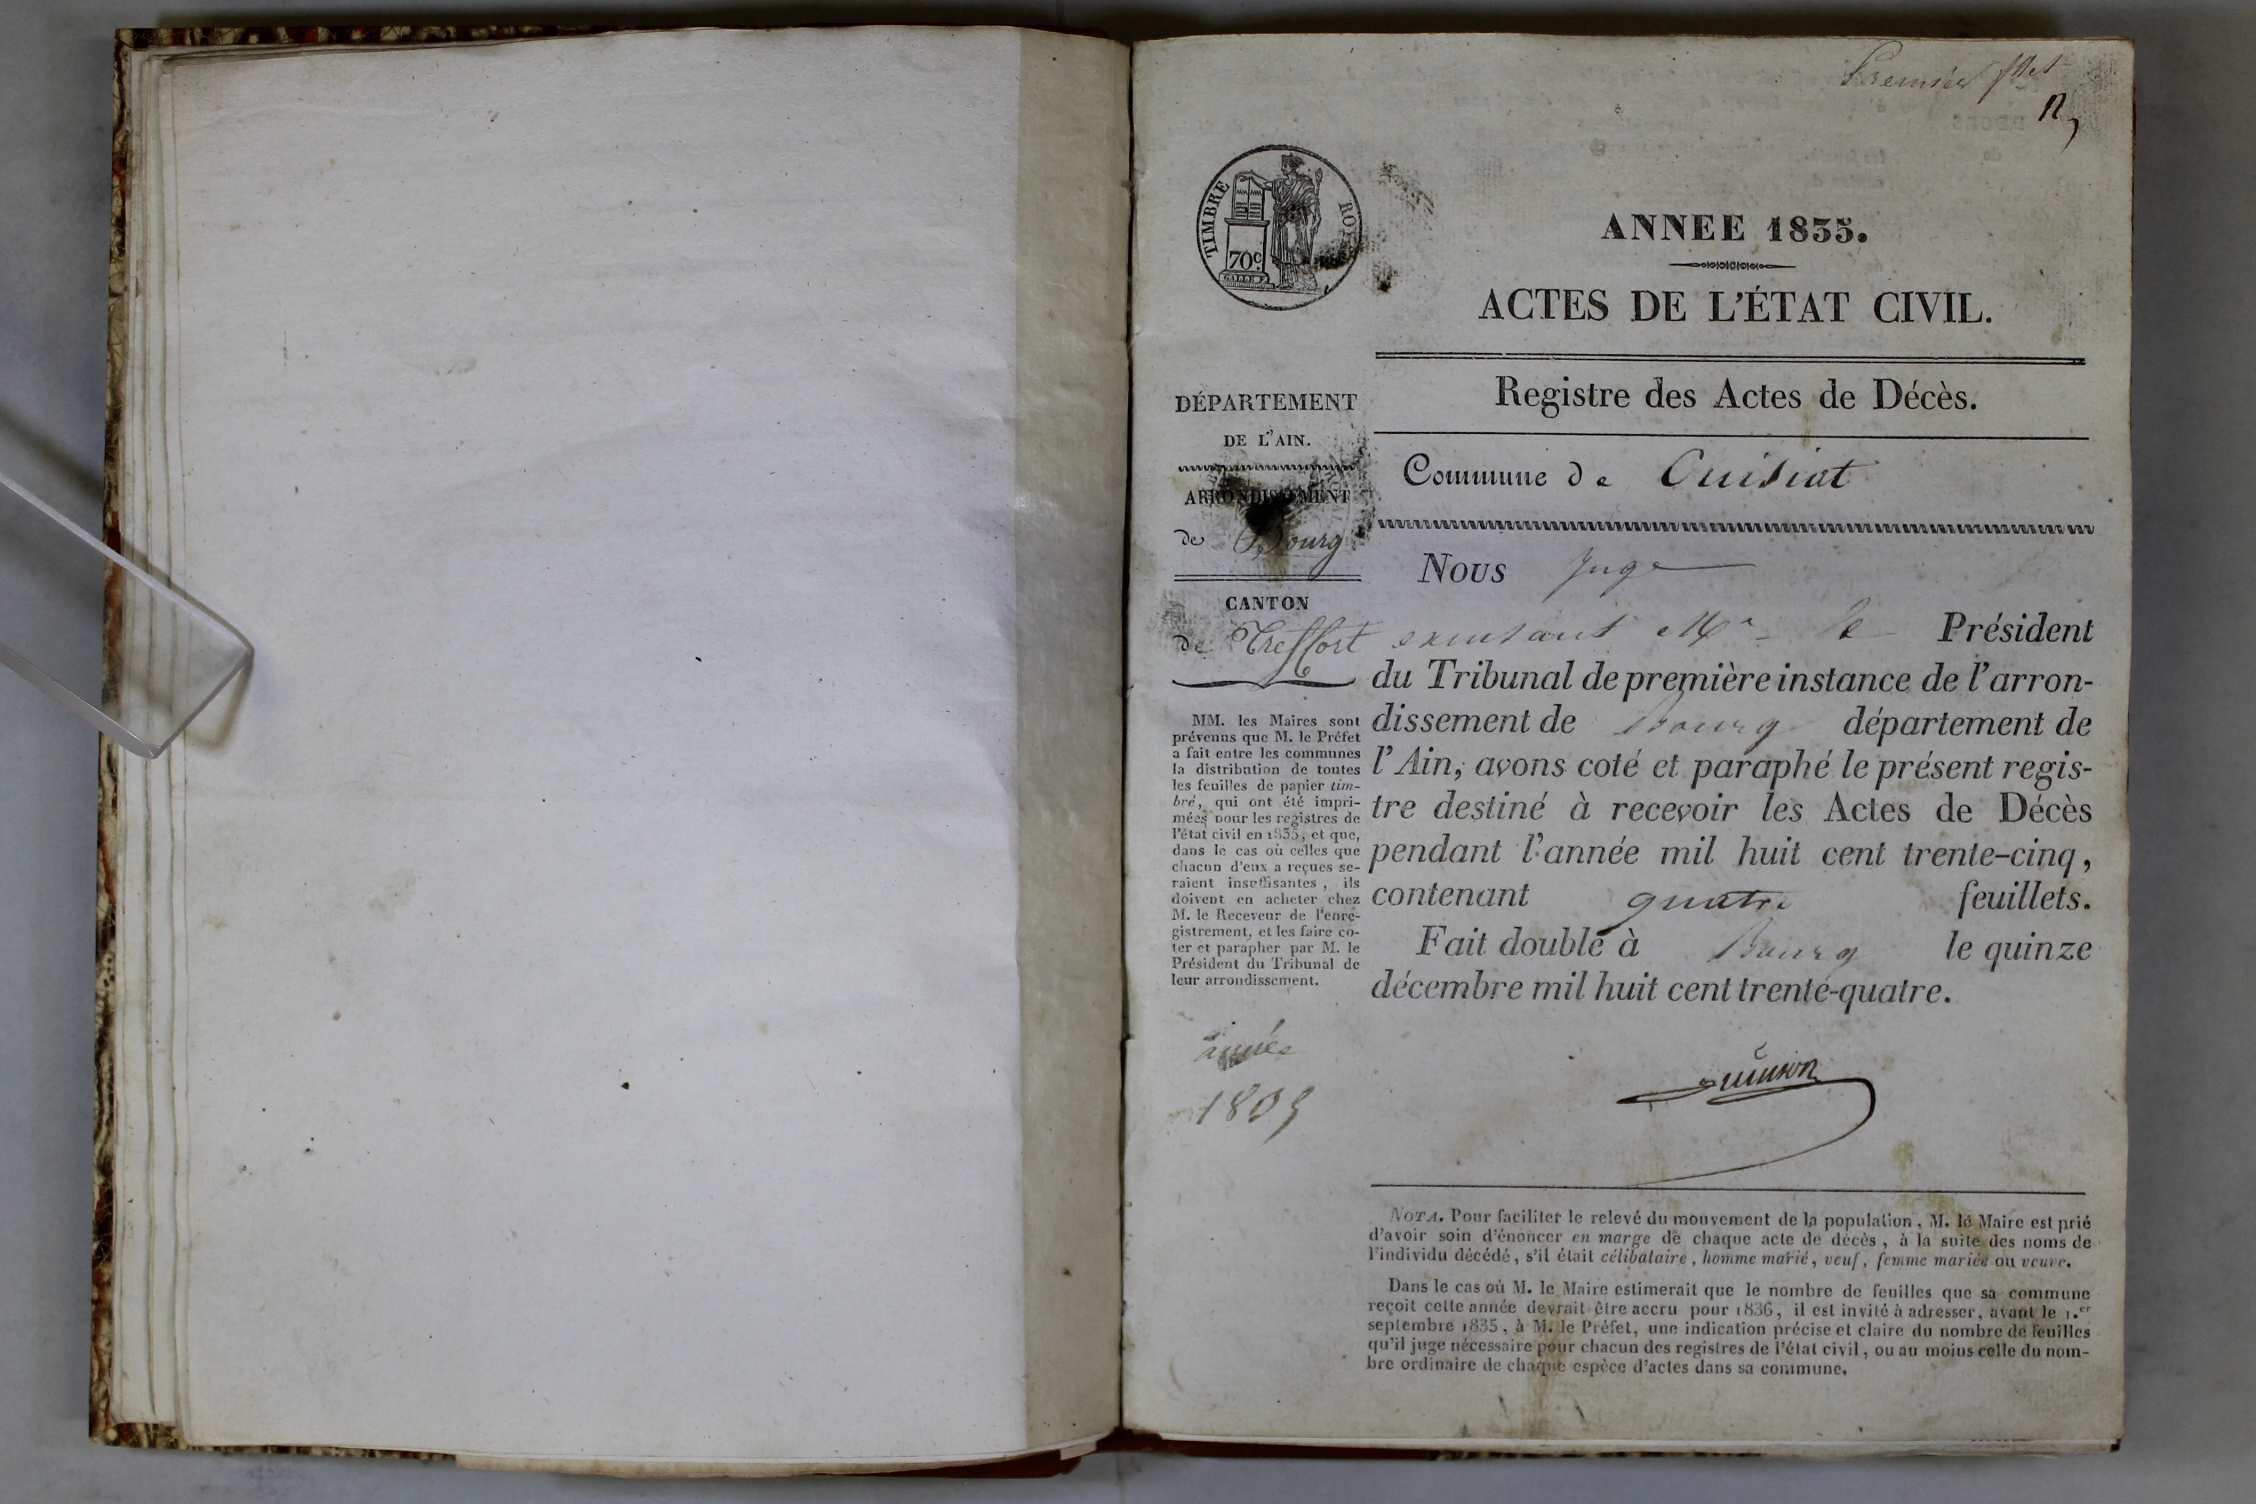 Premier f.llet
TIMBRE ROYAL
70c.
ANNEE 1835.
ACTES DE L'ÉTAT CIVIL.
Registre des Actes de Décès.
Commune de Cuisiat
DÉPARTEMENT
DE L'AIN.
ARRONDISSEMENT
de Bourg
CANTON
de Treffort
MM. les Maires sont
prévenus que M. le Préfet
a fait entre les communes
la distribution de toutes
les feuilles de papier tim-
bré, qui ont été impri-
mées pour les registres de
l'état civil en 1835, et que,
dans le cas où celles que
chacun d'eux a reçues se-
raient insuffisantes, ils
doivent en acheter chez
M. le Receveur de l'enre-
gistrement, et les faire co-
ter et parapher par M. le
Président du Tribunal de
leur arrondissement.
année
1835
Nous Juge
exerçant Mr le Président
du Tribunal de première instance de l'arron-
dissement de Bourg département de
l'Ain, avons coté et paraphé le présent regis-
tre destiné à recevoir les Actes de Décès
pendant l'année mil huit cent trente-cinq,
contenant quatre feuillets.
Fait double à Bourg le quinze
décembre mil huit cent trente-quatre.
NOTA. Pour faciliter le relevé du mouvement de la population, M. le Maire est prié
d'avoir soin d'énoncer en marge de chaque acte de décès, à la suite des noms de
l'individu décédé, s'il était célibataire, homme marié, veuf, femme mariée ou veuve.
Dans le cas où M. le Maire estimerait que le nombre de feuilles que sa commune
reçoit cette année devrait être accru pour 1836, il est invité à adresser, avant le 1.er
septembre 1835, à M. le Préfet, une indication précise et claire du nombre de feuilles
qu'il juge nécessaire pour chacun des registres de l'état civil, ou au moins celle du nom-
bre ordinaire de chaque espèce d'actes dans sa commune.